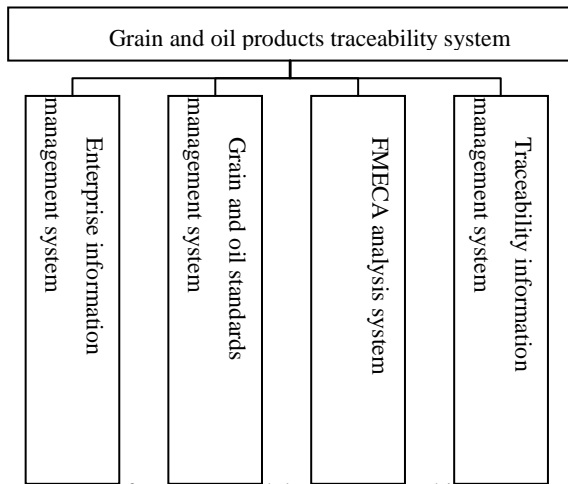 Grain and oil products traceability system
Enterprise information
management system
Grain and oil standards
management system
FMECA analysis system
Traceability information
management system